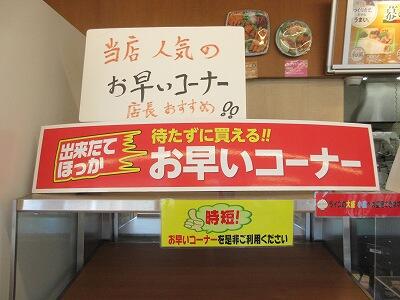 当店人気の
お早いコーナー
店長おすすめ
出来たて
ほっか
待たずに買える!!
お早いコーナー
時短!
お早いコーナーを是非ご利用ください